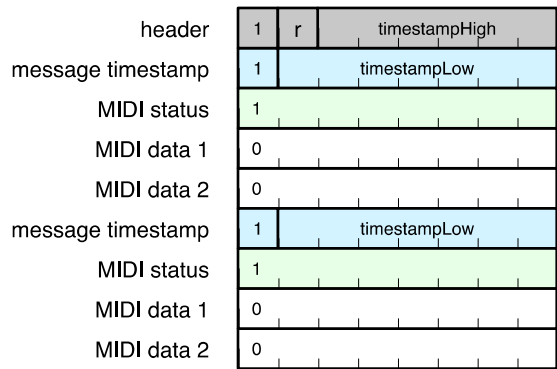 header 1 r timestampHigh
message timestamp 1 timestampLow
MIDI status 1
MIDI data 1 0
MIDI data 2 0
message timestamp 1 timestampLow
MIDI status 1
MIDI data 1 0
MIDI data 2 0